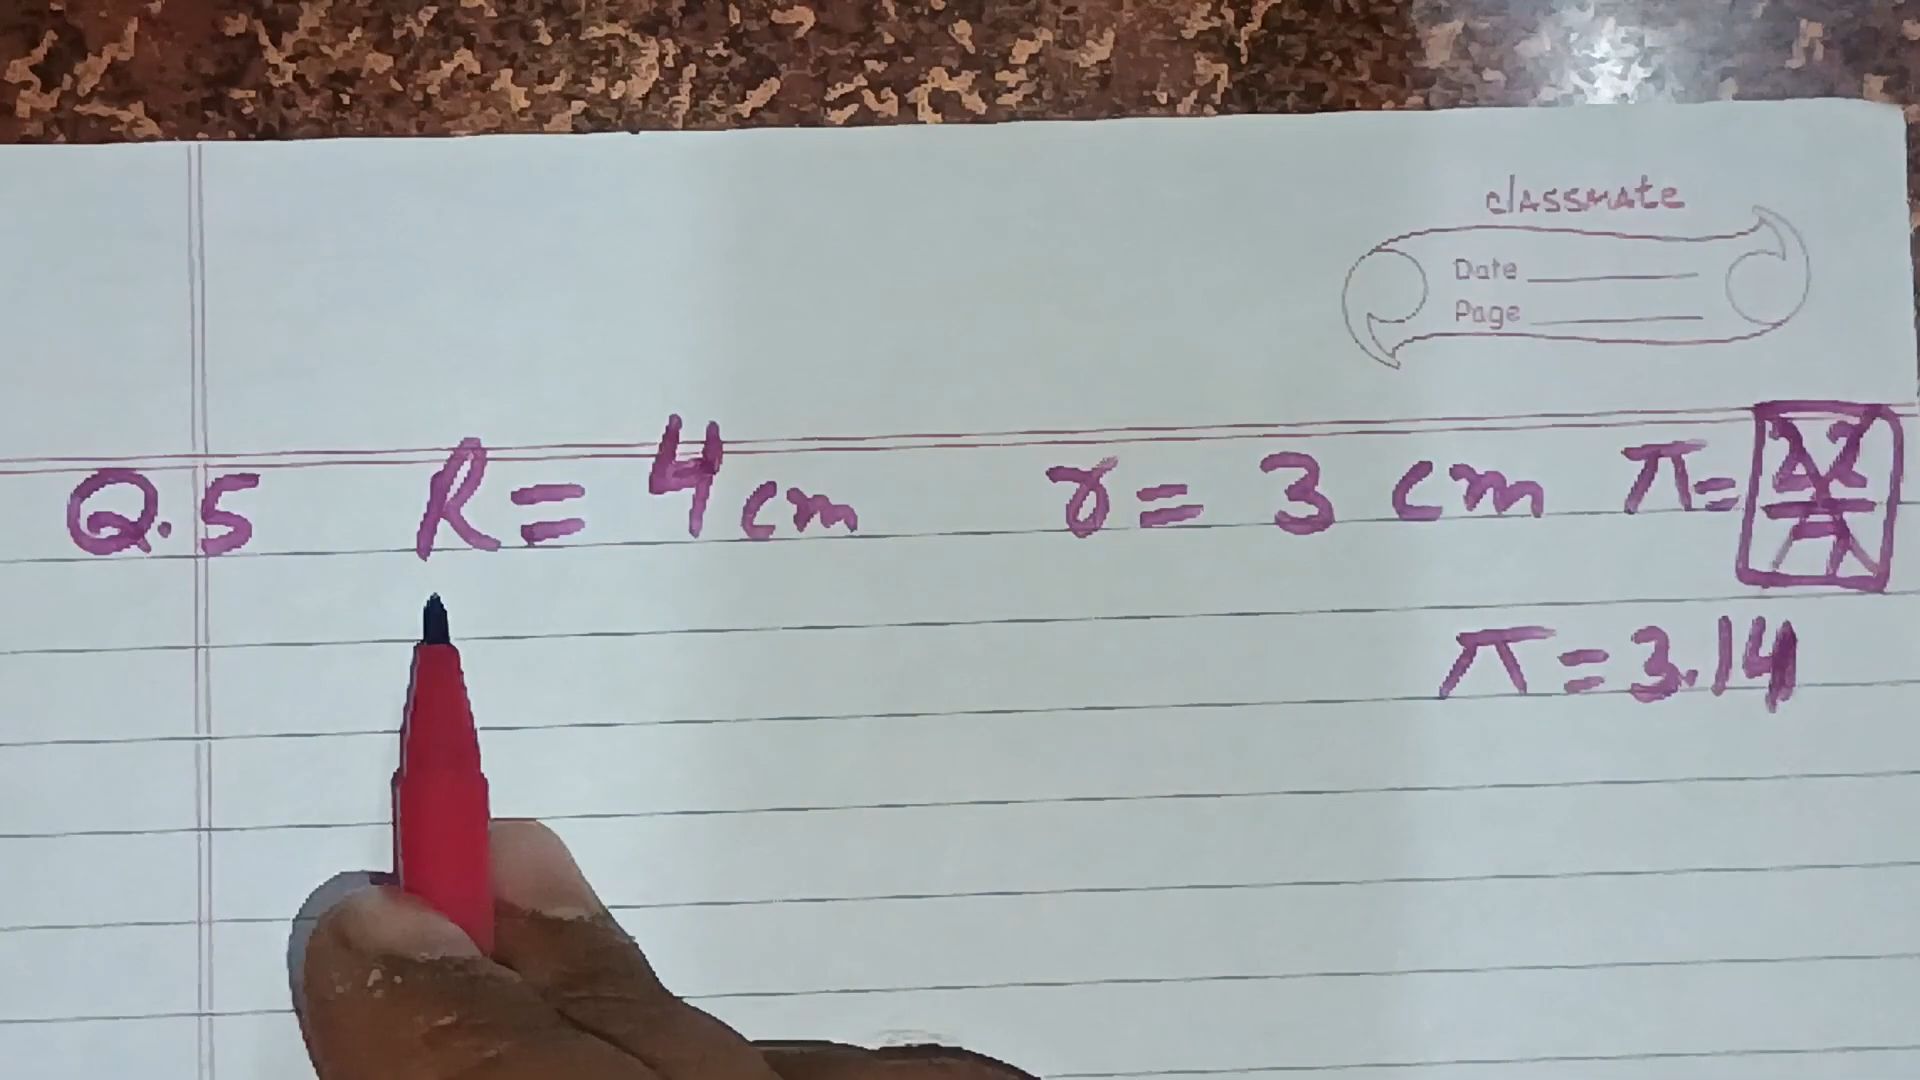 classmate
Date
Page
Q.5 R = 4 cm r = 3 cm π = 22/7
π = 3.14